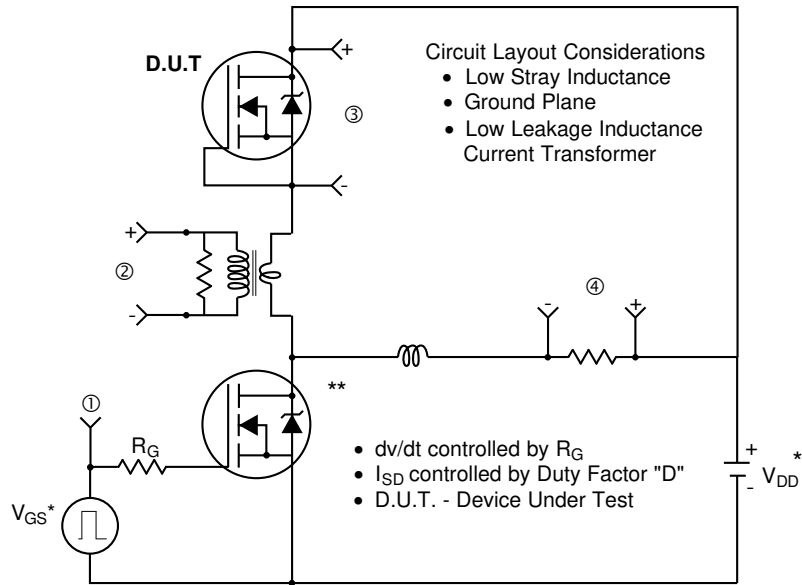 D.U.T
+
③
-
Circuit Layout Considerations
• Low Stray Inductance
• Ground Plane
• Low Leakage Inductance
Current Transformer
+
②
-
④
- +
**
①
RG
VGS*
• dv/dt controlled by RG
• ISD controlled by Duty Factor "D"
• D.U.T. - Device Under Test
+
VDD*
-